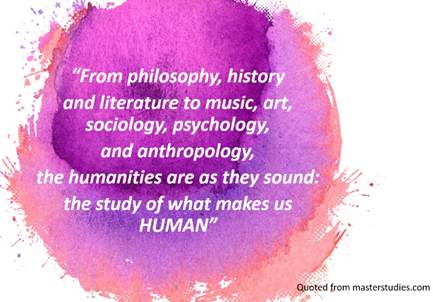 “From philosophy, history
and literature to music, art,
sociology, psychology,
and anthropology,
the humanities are as they sound:
the study of what makes us
HUMAN”
Quoted from masterstudies.com